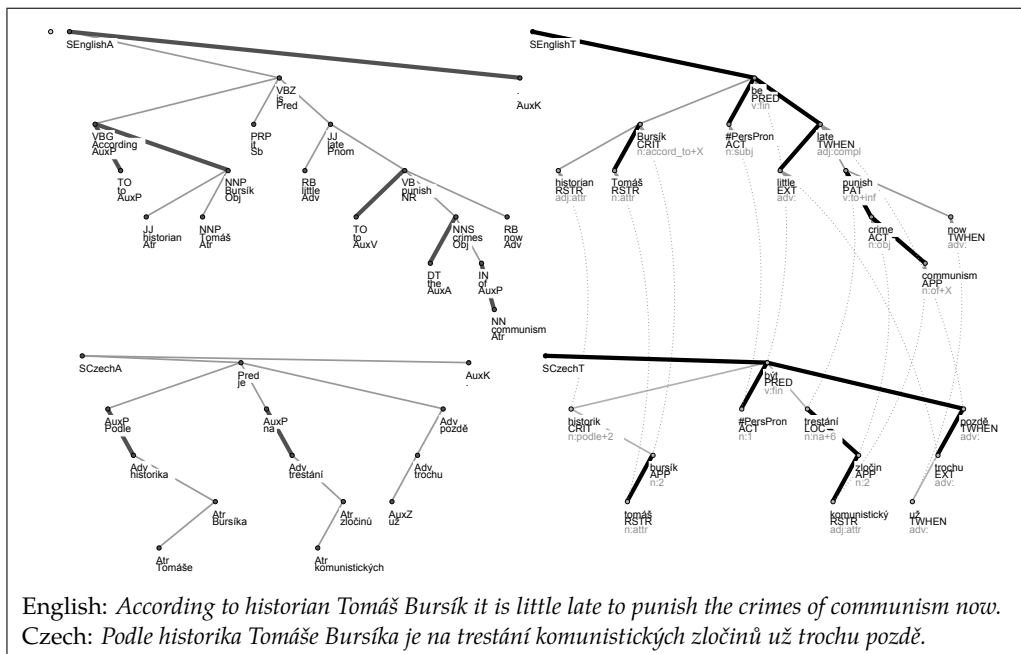 SEnglishA
VBZ
is
Pred
.
AuxK
VBG
According
AuxP
PRP
it
Sb
JJ
late
Pnom
TO
to
AuxP
NNP
Bursík
Obj
RB
little
Adv
VB
punish
NR
JJ
historian
Atr
NNP
Tomáš
Atr
TO
to
AuxV
NNS
crimes
Obj
RB
now
Adv
DT
the
AuxA
IN
of
AuxP
NN
communism
Atr
SEnglishT
be
PRED
v:fin
Bursík
CRIT
n:accord_to+X
#PersPron
ACT
n:subj
late
TWHEN
adj:compl
historian
RSTR
adj:attr
Tomáš
RSTR
n:attr
little
EXT
adv:
punish
PAT
v:to+inf
crime
ACT
n:obj
now
TWHEN
adv:
communism
APP
n:of+X
SCzechA
Pred
je
AuxK
.
AuxP
Podle
AuxP
na
Adv
pozdě
Adv
historika
Adv
trestání
Adv
trochu
Atr
Bursíka
Atr
zločinů
AuxZ
už
Atr
Tomáše
Atr
komunistických
SCzechT
být
PRED
v:fin
historik
CRIT
n:podle+2
#PersPron
ACT
n:1
trestání
LOC
n:na+6
pozdě
TWHEN
adv:
bursík
APP
n:2
zločin
APP
n:2
trochu
EXT
adv:
tomáš
RSTR
n:attr
komunistický
RSTR
adj:attr
už
TWHEN
adv:
English: According to historian Tomáš Bursík it is little late to punish the crimes of communism now.
Czech: Podle historika Tomáše Bursíka je na trestání komunistických zločinů už trochu pozdě.